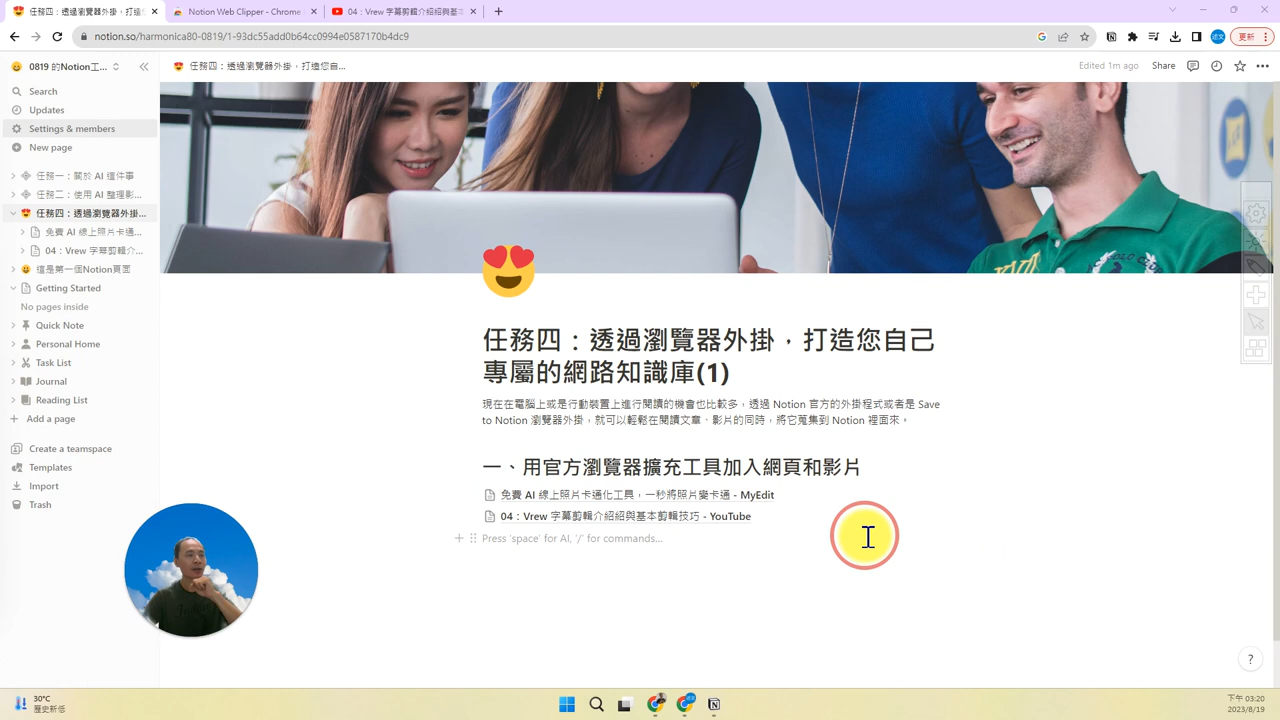 任務四：透過瀏覽器外掛，打造您
Notion Web Clipper - Chrome
04：Vrew 字幕剪輯介紹紹與基本
notion.so/harmonica80-0819/1-93dc55add0b64cc0994e0587170b4dc9
更新
0819 的Notion工...
任務四：透過瀏覽器外掛，打造您自...
Edited 1m ago
Share
Search
Updates
Settings & members
New page
任務一：關於 AI 這件事
任務二：使用 AI 整理影...
任務四：透過瀏覽器外掛...
免費 AI 線上照片卡通...
04：Vrew 字幕剪輯介...
這是第一個Notion頁面
Getting Started
No pages inside
Quick Note
Personal Home
Task List
Journal
Reading List
Add a page
Create a teamspace
Templates
Import
Trash
任務四：透過瀏覽器外掛，打造您自己
專屬的網路知識庫(1)
現在在電腦上或是行動裝置上進行閱讀的機會也比較多，透過 Notion 官方的外掛程式或者是 Save
to Notion 瀏覽器外掛，就可以輕鬆在閱讀文章、影片的同時，將它蒐集到 Notion 裡面來。
一、用官方瀏覽器擴充工具加入網頁和影片
免費 AI 線上照片卡通化工具，一秒將照片變卡通 - MyEdit
04：Vrew 字幕剪輯介紹紹與基本剪輯技巧 - YouTube
Press ‘space’ for AI, ‘/’ for commands...
?
30°C
歷史新低
下午 03:20
2023/8/19